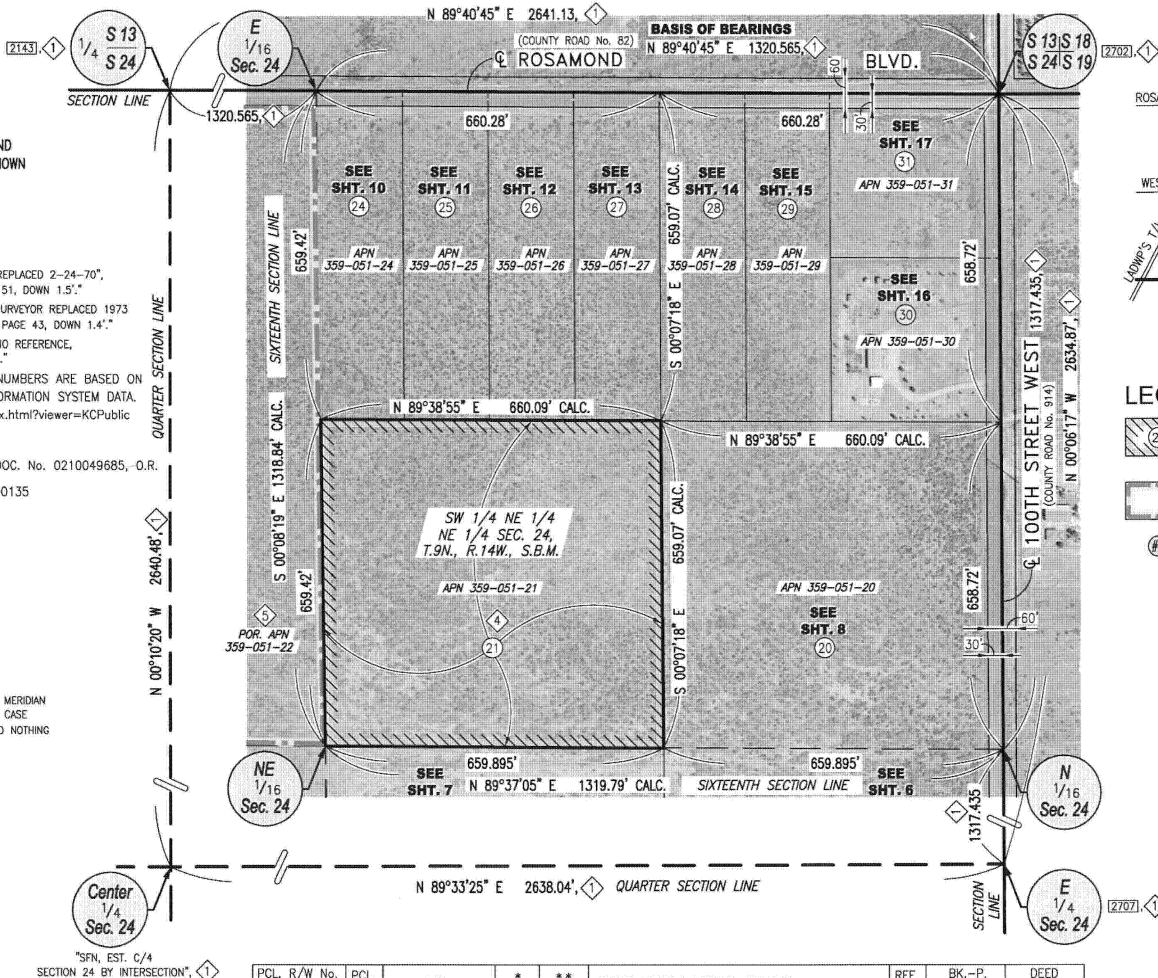 N 89°40'45" E 2641.13, 1
BASIS OF BEARINGS
(COUNTY ROAD No. 82)
N 89°40'45" E 1320.565, 1
℄ ROSAMOND BLVD.
2143, 1
1/4 S 13
S 24
E
1/16
Sec. 24
S 13 S 18
S 24 S 19
2702, 1
SECTION LINE
1320.565, 1
660.28'
660.28'
60'
30'
ROSA
ND
NOWN
SEE
SHT. 10
24
APN
359-051-24
SEE
SHT. 11
25
APN
359-051-25
SEE
SHT. 12
26
APN
359-051-26
SEE
SHT. 13
27
APN
359-051-27
SEE
SHT. 14
28
APN
359-051-28
SEE
SHT. 15
29
APN
359-051-29
SEE
SHT. 17
31
APN 359-051-31
SEE
SHT. 16
30
APN 359-051-30
WES
LADWP'S T/
SIXTEENTH SECTION LINE
659.42'
S 00°07'18" E 659.07' CALC.
658.72'
REPLACED 2-24-70",
51, DOWN 1.5'."
SURVEYOR REPLACED 1973
PAGE 43, DOWN 1.4'."
NO REFERENCE,
."
NUMBERS ARE BASED ON
ORMATION SYSTEM DATA.
x.html?viewer=KCPublic
OC. No. 0210049685, O.R.
0135
QUARTER SECTION LINE
N 00°10'20" W 2640.48', 1
S 00°08'19" E 1318.84' CALC.
N 89°38'55" E 660.09' CALC.
N 89°38'55" E 660.09' CALC.
℄ 100TH STREET WEST 1317.435, 1
(COUNTY ROAD No. 914)
N 00°06'17" W 2634.87', 1
LEG
2
#
SW 1/4 NE 1/4
NE 1/4 SEC. 24,
T.9N., R.14W., S.B.M.
APN 359-051-21
4
21
659.42'
S 00°07'18" E 659.07' CALC.
APN 359-051-20
SEE
SHT. 8
20
658.72'
60'
30'
5
POR. APN
359-051-22
MERIDIAN
CASE
D NOTHING
NE
1/16
Sec. 24
SEE
SHT. 7
659.895'
N 89°37'05" E 1319.79' CALC.
659.895'
SIXTEENTH SECTION LINE
SEE
SHT. 6
N
1/16
Sec. 24
1317.435
1
N 89°33'25" E 2638.04', 1 QUARTER SECTION LINE
SECTION
LINE
Center
1/4
Sec. 24
E
1/4
Sec. 24
2707, 1
"SFN, EST. C/4
SECTION 24 BY INTERSECTION", 1
PCL. R/W No. PCL. * ** REF. BK.-P. DEED